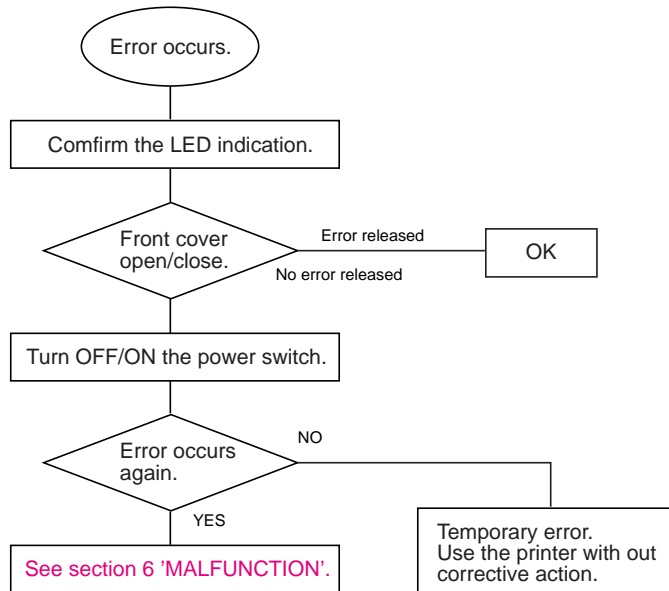 Error occurs.
Comfirm the LED indication.
Front cover
open/close.
Error released
OK
No error released
Turn OFF/ON the power switch.
Error occurs
again.
NO
YES
See section 6 'MALFUNCTION'.
Temporary error.
Use the printer with out
corrective action.